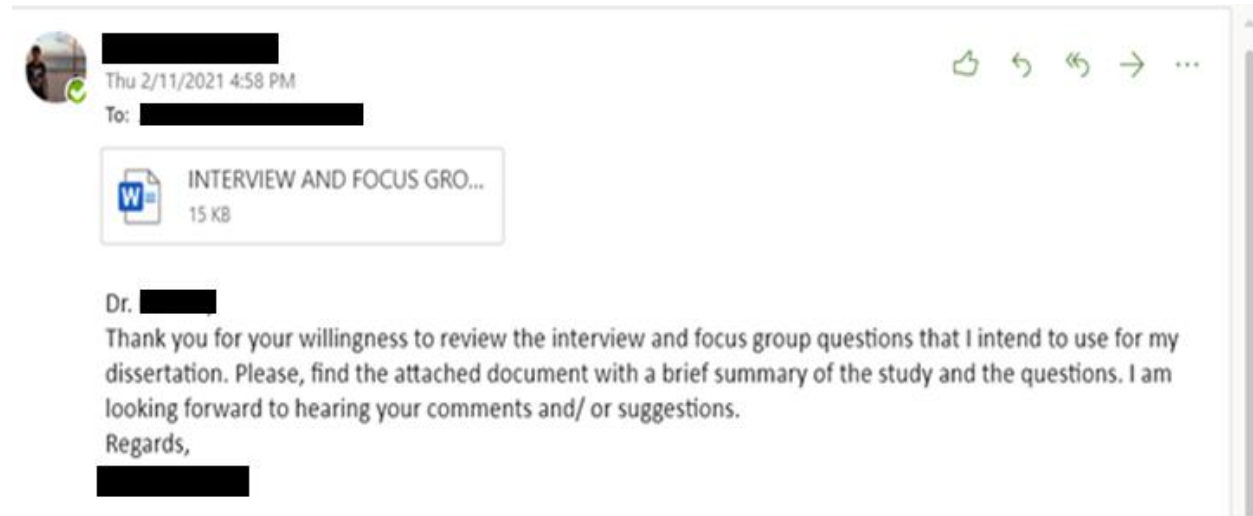 Thu 2/11/2021 4:58 PM
To:
W
INTERVIEW AND FOCUS GRO...
15 KB
Dr.
Thank you for your willingness to review the interview and focus group questions that I intend to use for my
dissertation. Please, find the attached document with a brief summary of the study and the questions. I am
looking forward to hearing your comments and/ or suggestions.
Regards,